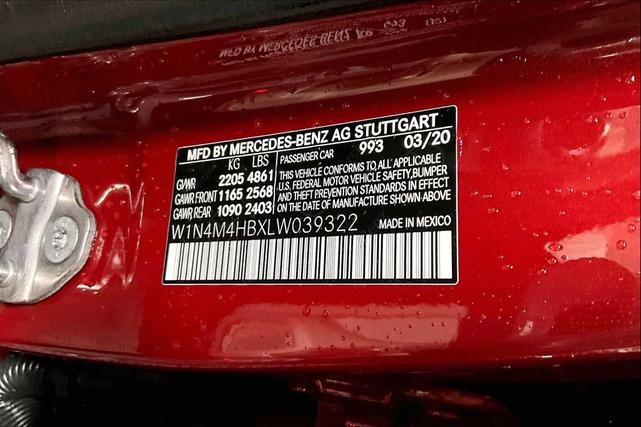 MFD BY MERCEDES-BENZ AG STUTTGART
KG LBS
GVWR 2205 4861
GAWR FRONT 1165 2568
GAWR, REAR 1090 2403
PASSENGER CAR 993 03/20
THIS VEHICLE CONFORMS TO ALL APPLICABLE
U.S. FEDERAL MOTOR VEHICLE SAFETY, BUMPER
AND THEFT PREVENTION STANDARDS IN EFFECT
ON THE DATE OF MANUFACTURE SHOWN ABOVE
W1N4M4HBXLW039322 MADE IN MEXICO